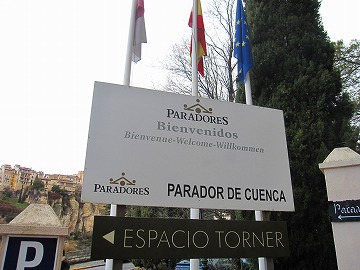 PARADORES
Bienvenidos
Bienvenue-Welcome-Willkommen
PARADORES
PARADOR DE CUENCA
ESPACIO TORNER
P